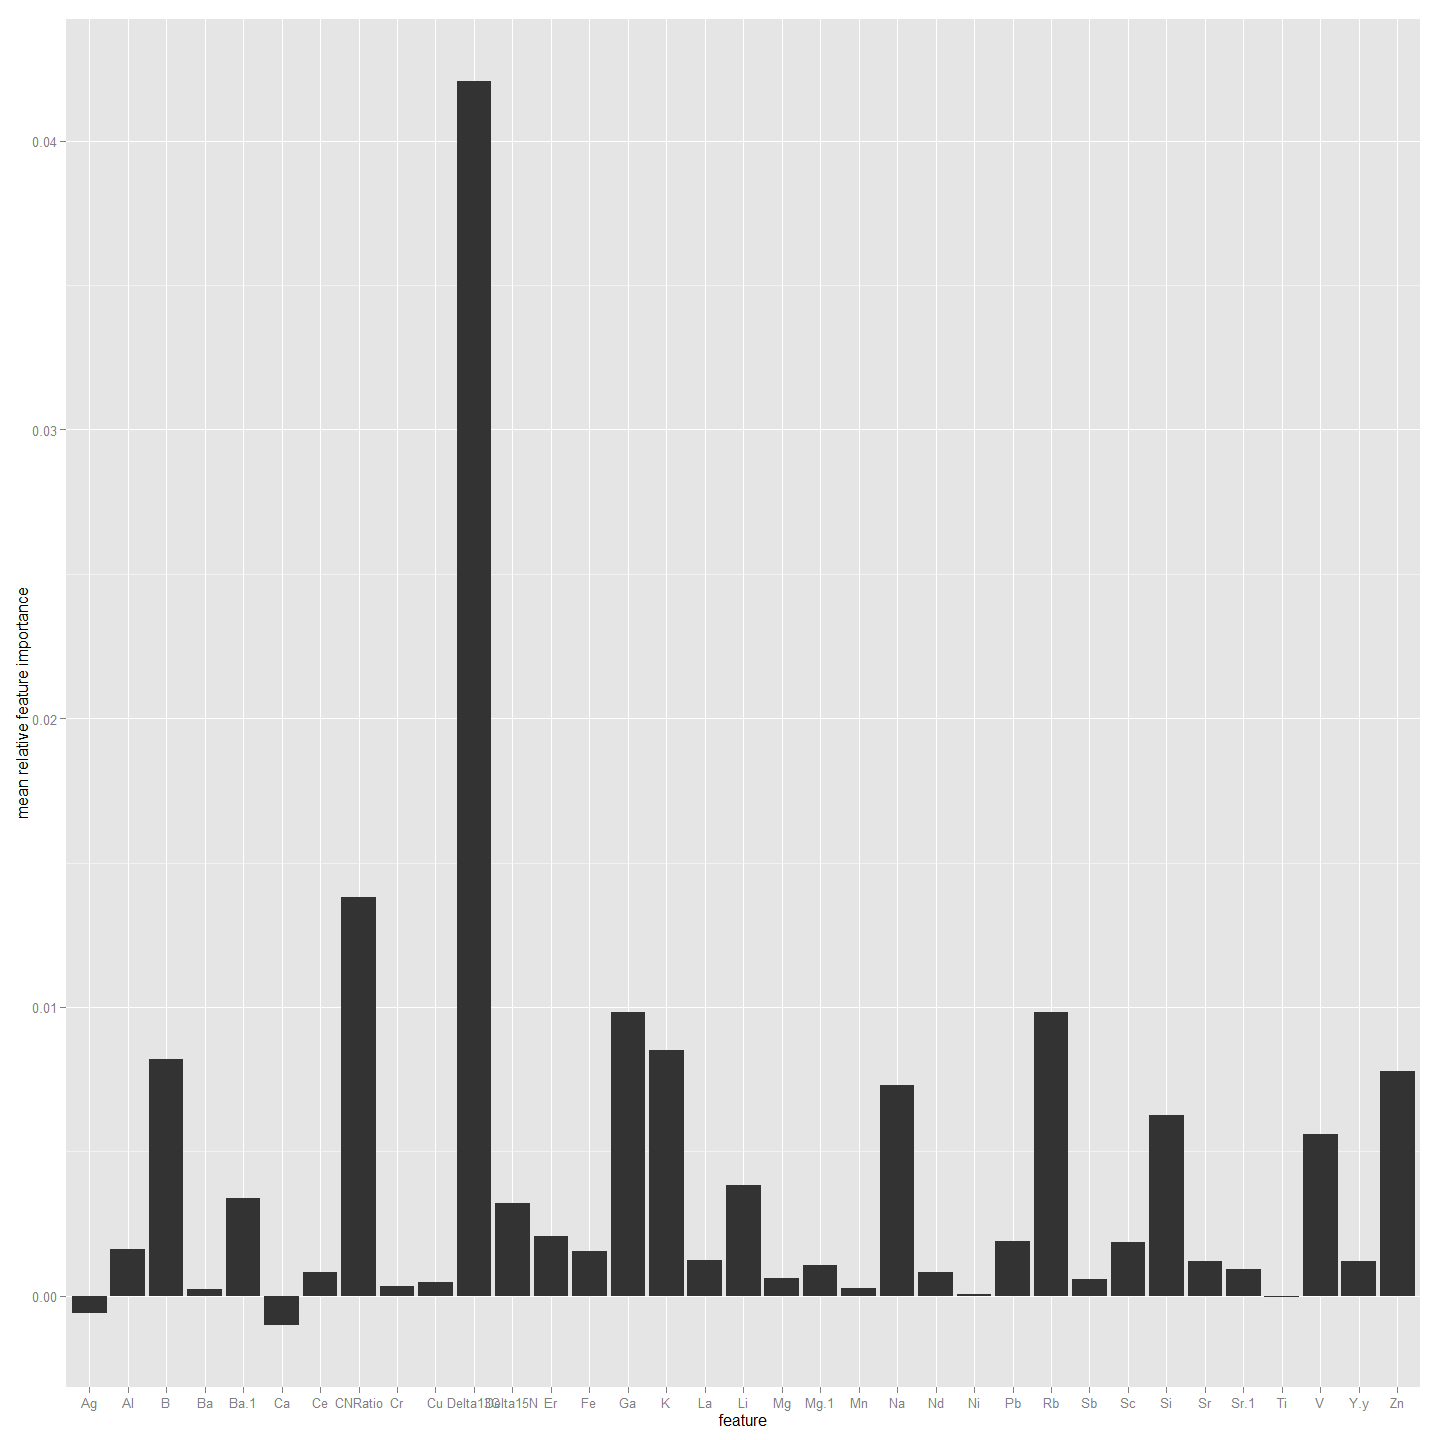 mean relative feature importance
0.04
0.03
0.02
0.01
0.00
Ag Al B Ba Ba.1 Ca Ce CNRatio Cr Cu Delta13C Delta15N Er Fe Ga K La Li Mg Mg.1 Mn Na Nd Ni Pb Rb Sb Sc Si Sr Sr.1 Ti V Y.y Zn
feature